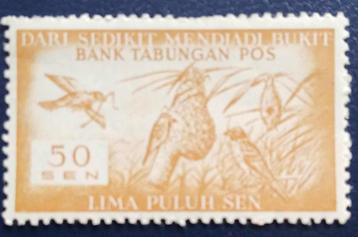 DARI SEDIKIT MENDJADI BUKIT
BANK TABUNGAN POS
50
SEN
LIMA PULUH SEN